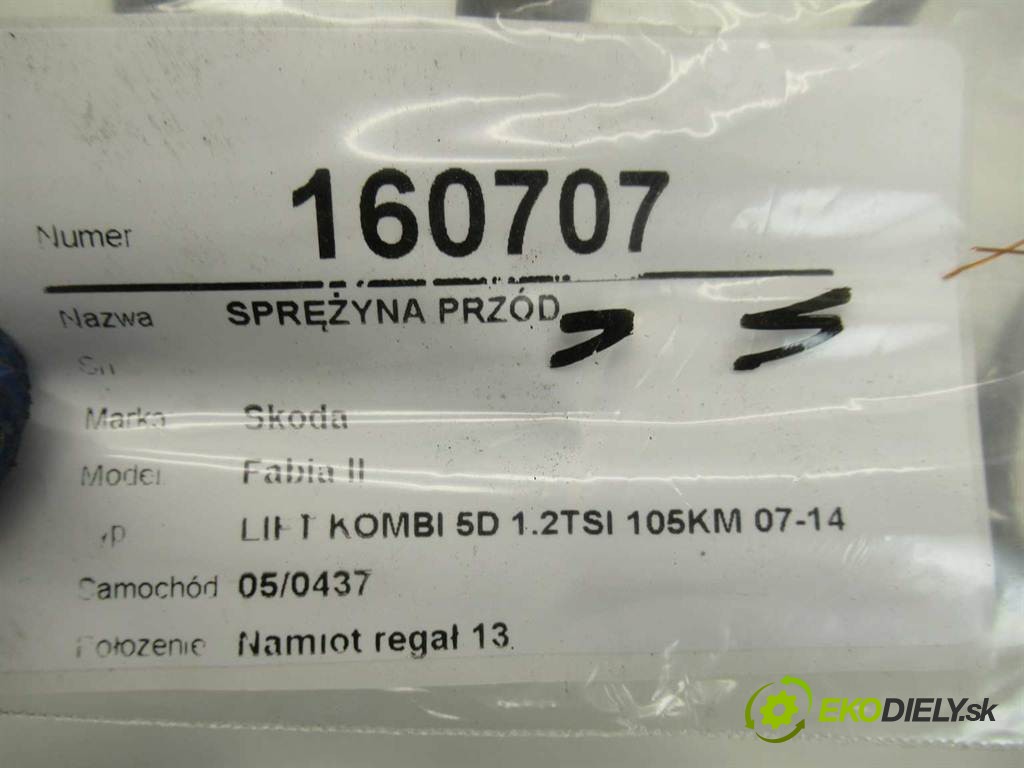 Numer 160707
Nazwa SPRĘŻYNA PRZÓD
Sn
Marka Skoda
Model Fabia II
LIFT KOMBI 5D 1.2TSI 105KM 07-14
Samochód 05/0437
Położenie Namiot regał 13
EKODIELY.sk